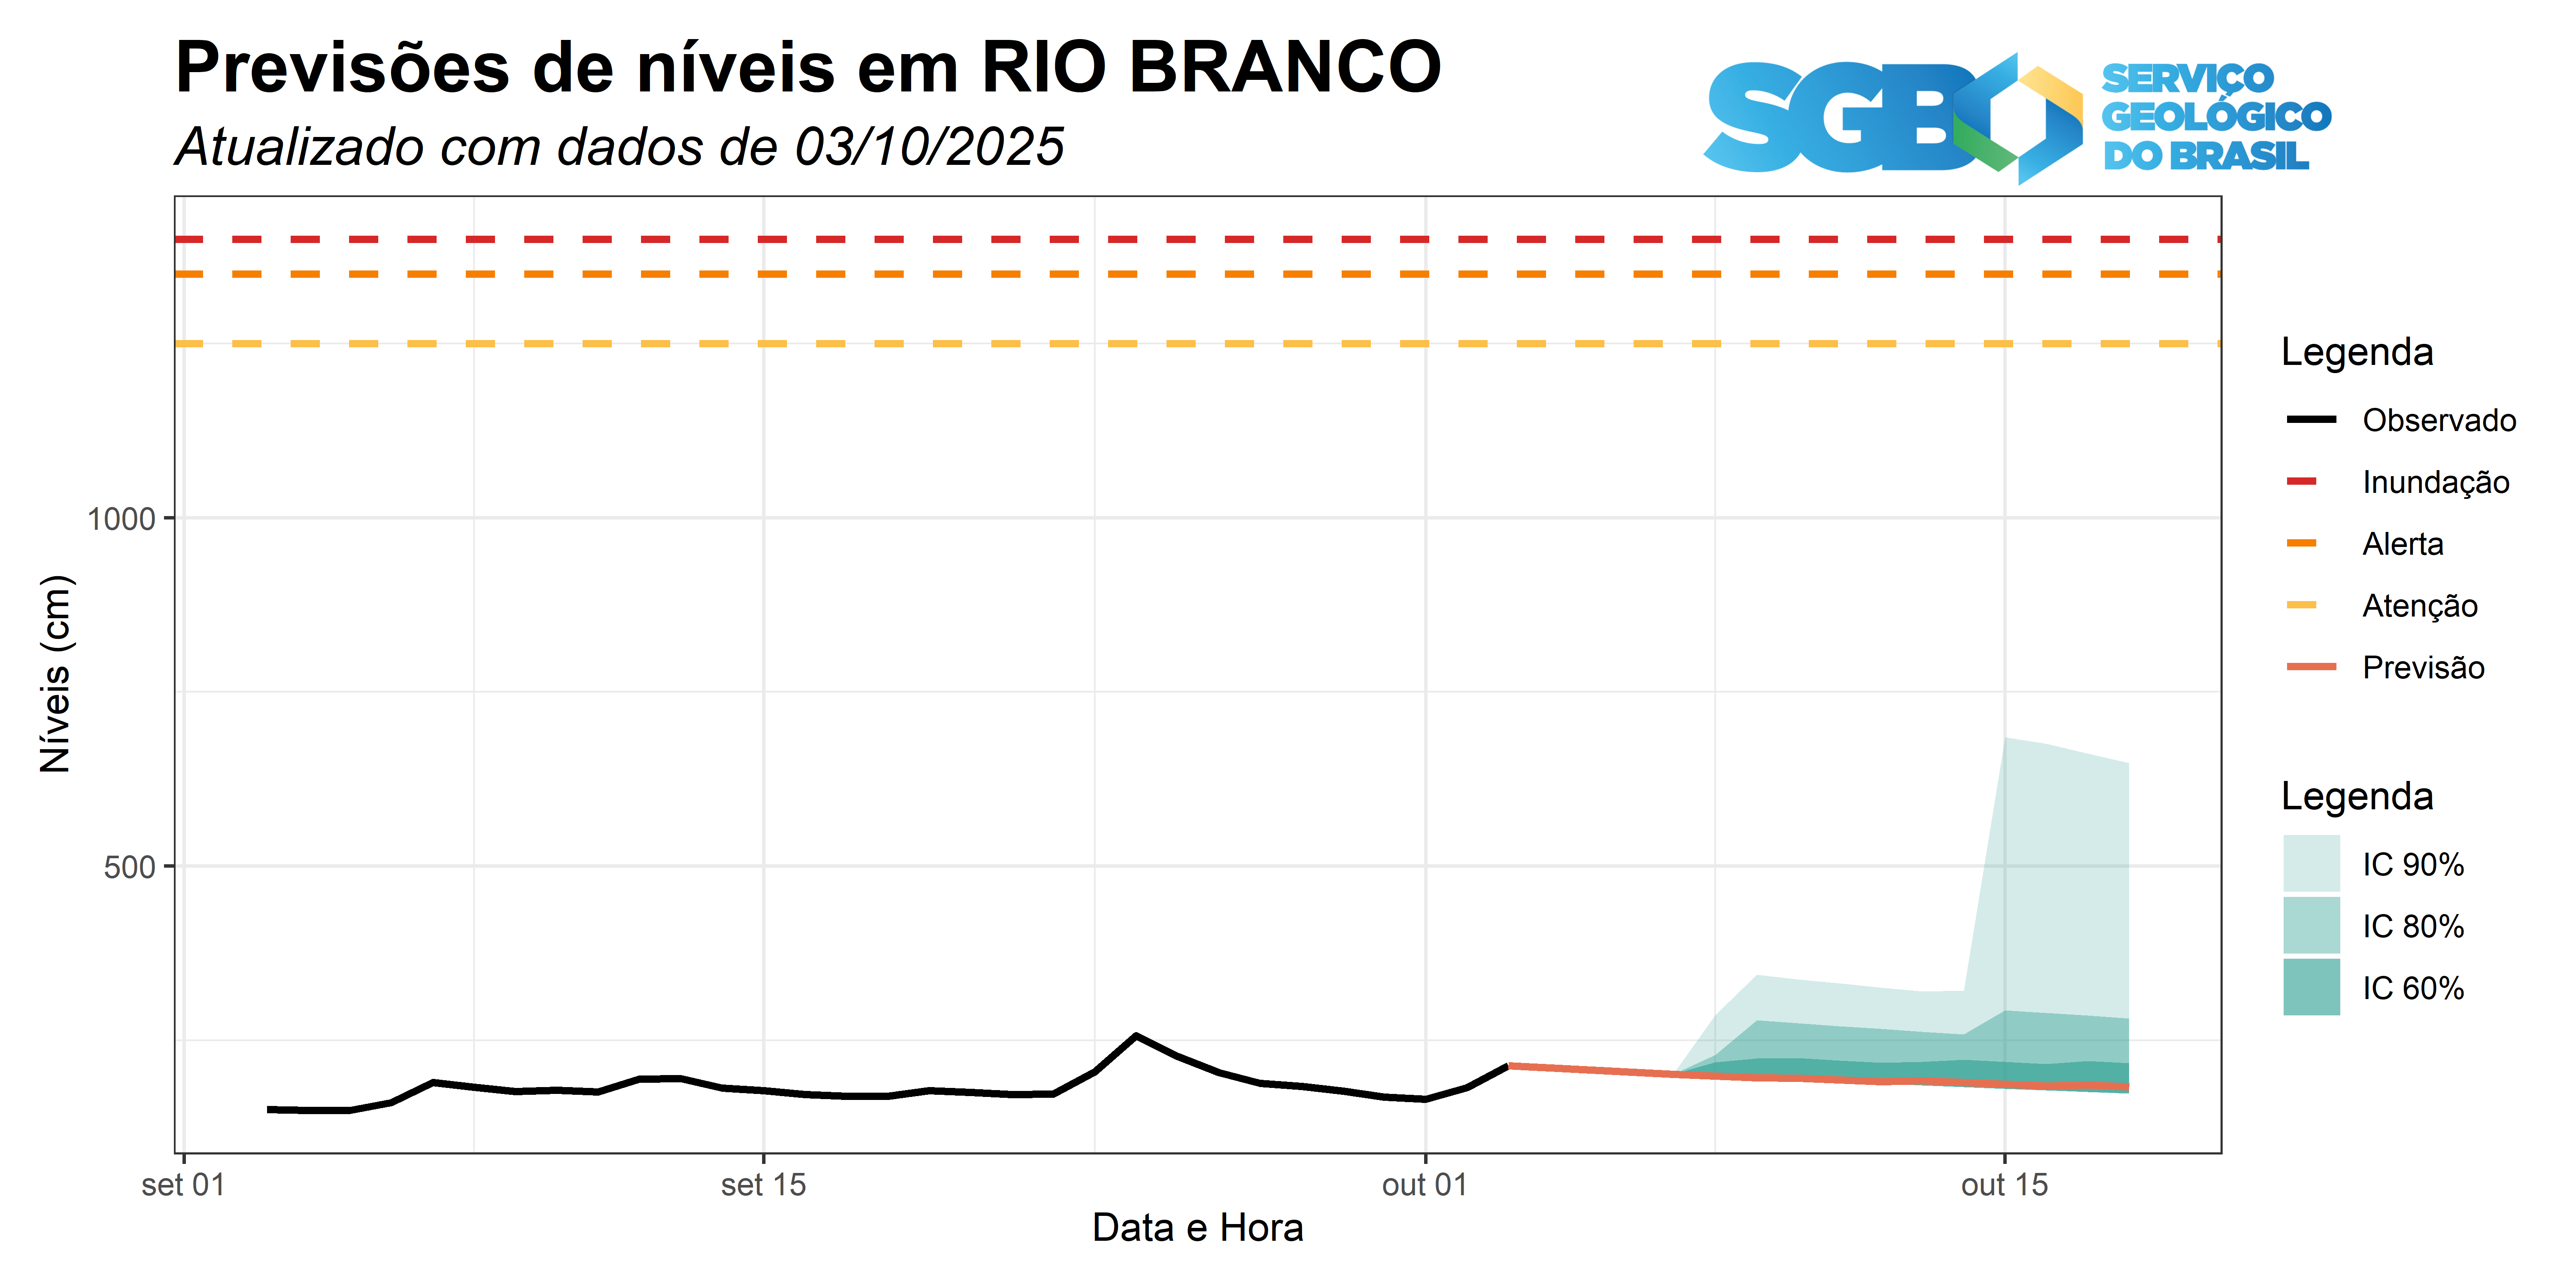 Previsões de níveis em RIO BRANCO
Atualizado com dados de 03/10/2025
SGB
SERVIÇO
GEOLÓGICO
DO BRASIL
Níveis (cm)
1000
500
set 01
set 15
out 01
out 15
Data e Hora
Legenda
Observado
Inundação
Alerta
Atenção
Previsão
Legenda
IC 90%
IC 80%
IC 60%